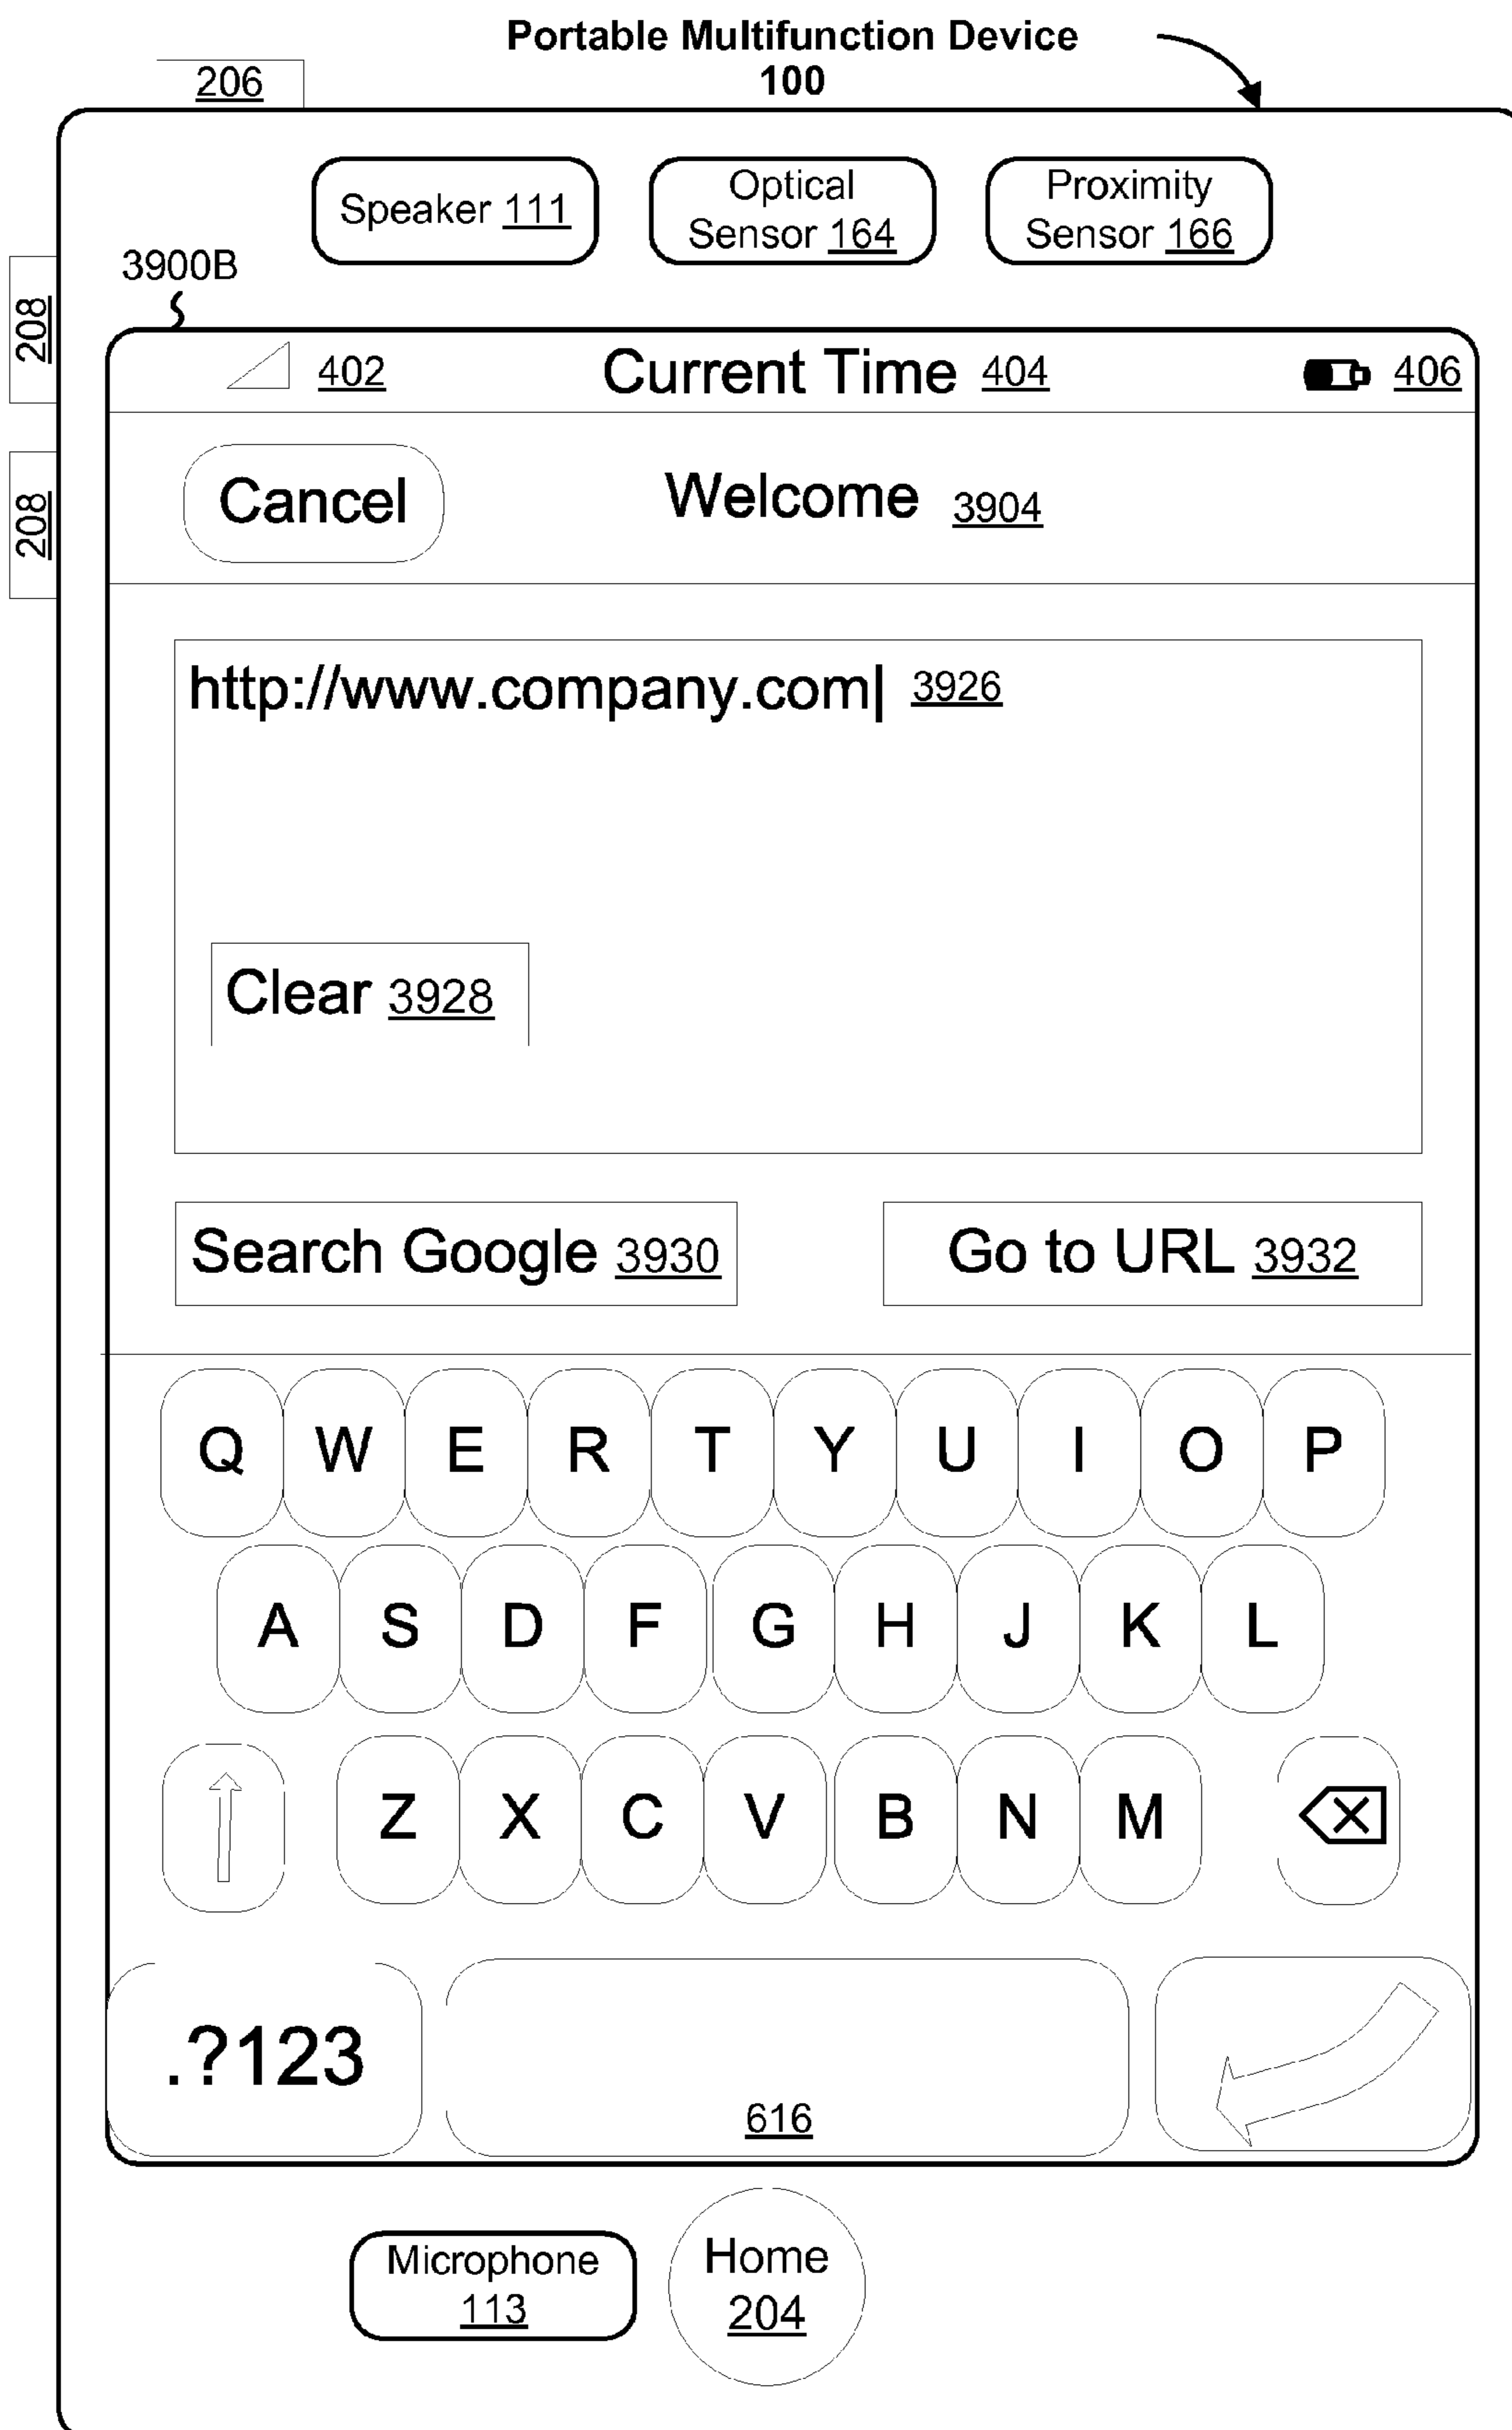 Portable Multifunction Device
100
206
Speaker 111
Optical
Sensor 164
Proximity
Sensor 166
3900B
208
208
402
Current Time 404
406
Cancel
Welcome 3904
http://www.company.com| 3926
Clear 3928
Search Google 3930
Go to URL 3932
Q W E R T Y U I O P
A S D F G H J K L
Z X C V B N M
.?123
616
Microphone
113
Home
204